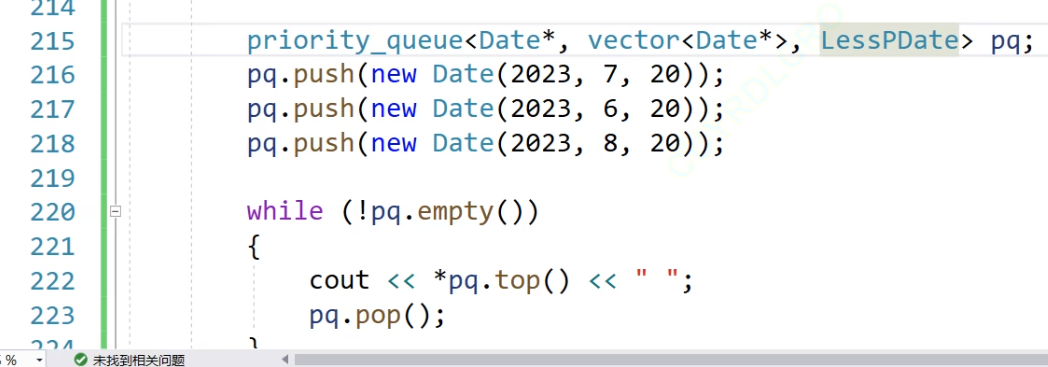 214
215 priority_queue<Date*, vector<Date*>, LessPDate> pq;
216 pq.push(new Date(2023, 7, 20));
217 pq.push(new Date(2023, 6, 20));
218 pq.push(new Date(2023, 8, 20));
219
220 while (!pq.empty())
221 {
222 cout << *pq.top() << " ";
223 pq.pop();
224 }
% 未找到相关问题